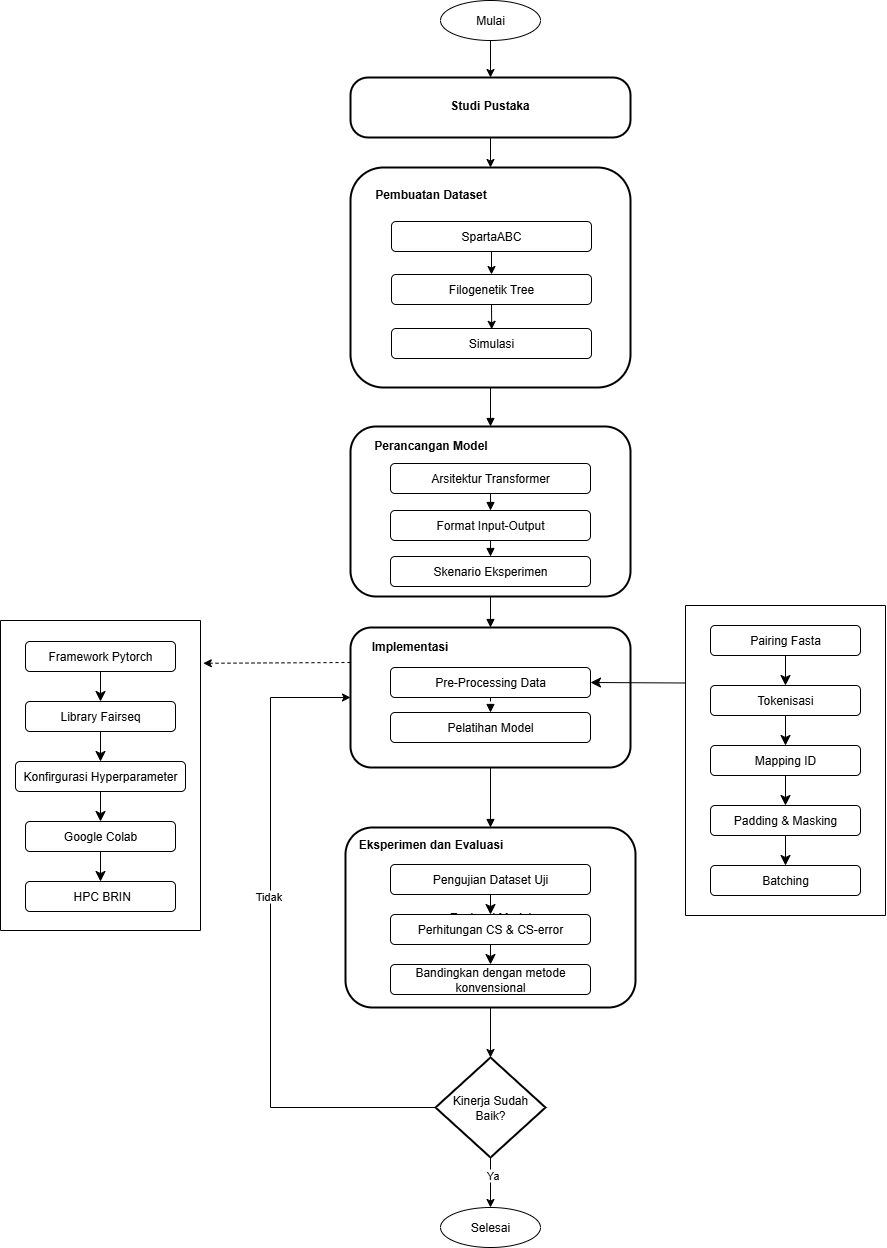 Mulai
Studi Pustaka
Pembuatan Dataset
SpartaABC
Filogenetik Tree
Simulasi
Perancangan Model
Arsitektur Transformer
Format Input-Output
Skenario Eksperimen
Implementasi
Pre-Processing Data
Pelatihan Model
Framework Pytorch
Library Fairseq
Konfirgurasi Hyperparameter
Google Colab
HPC BRIN
Pairing Fasta
Tokenisasi
Mapping ID
Padding & Masking
Batching
Eksperimen dan Evaluasi
Pengujian Dataset Uji
Perhitungan CS & CS-error
Bandingkan dengan metode
konvensional
Tidak
Kinerja Sudah
Baik?
Ya
Selesai